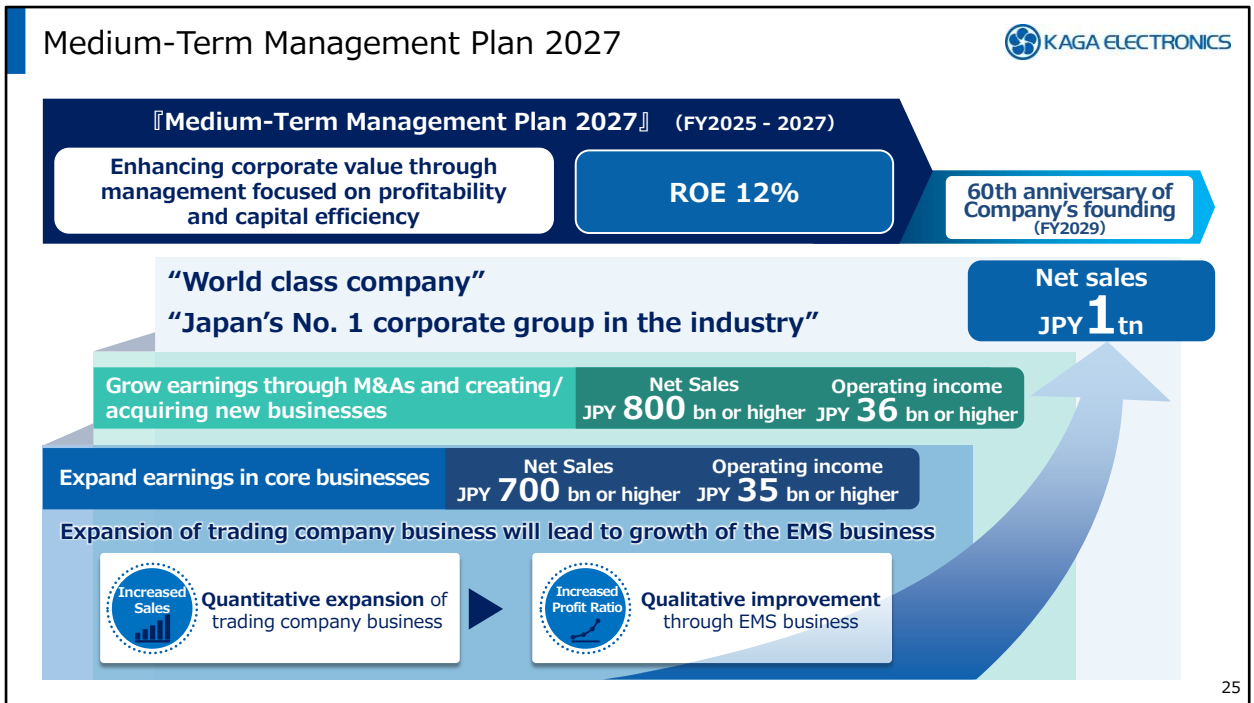 Medium-Term Management Plan 2027
KAGA ELECTRONICS
『Medium-Term Management Plan 2027』 （FY2025 - 2027）
Enhancing corporate value through
management focused on profitability
and capital efficiency
ROE 12%
60th anniversary of
Company's founding
（FY2029）
“World class company”
“Japan's No. 1 corporate group in the industry”
Net sales
JPY 1 tn
Grow earnings through M&As and creating/
acquiring new businesses
Net Sales
JPY 800 bn or higher
Operating income
JPY 36 bn or higher
Expand earnings in core businesses
Net Sales
JPY 700 bn or higher
Operating income
JPY 35 bn or higher
Expansion of trading company business will lead to growth of the EMS business
Increased
Sales
Quantitative expansion of
trading company business
Increased
Profit Ratio
Qualitative improvement
through EMS business
25